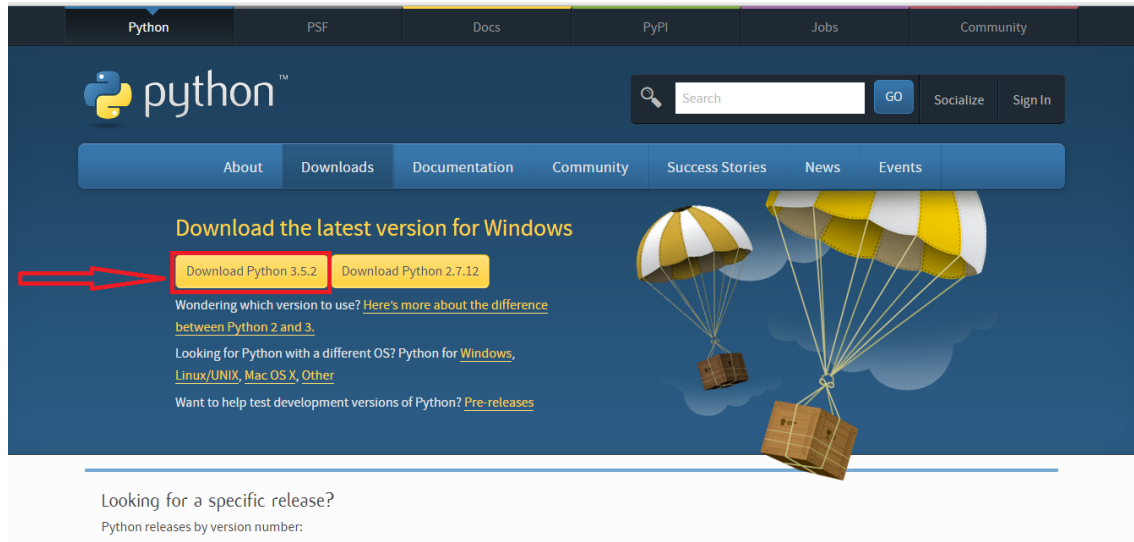 Python PSF Docs PyPI Jobs Community
python™
Search GO Socialize Sign In
About Downloads Documentation Community Success Stories News Events
Download the latest version for Windows
Download Python 3.5.2 Download Python 2.7.12
Wondering which version to use? Here's more about the difference
between Python 2 and 3.
Looking for Python with a different OS? Python for Windows,
Linux/UNIX, Mac OS X, Other
Want to help test development versions of Python? Pre-releases
Looking for a specific release?
Python releases by version number: